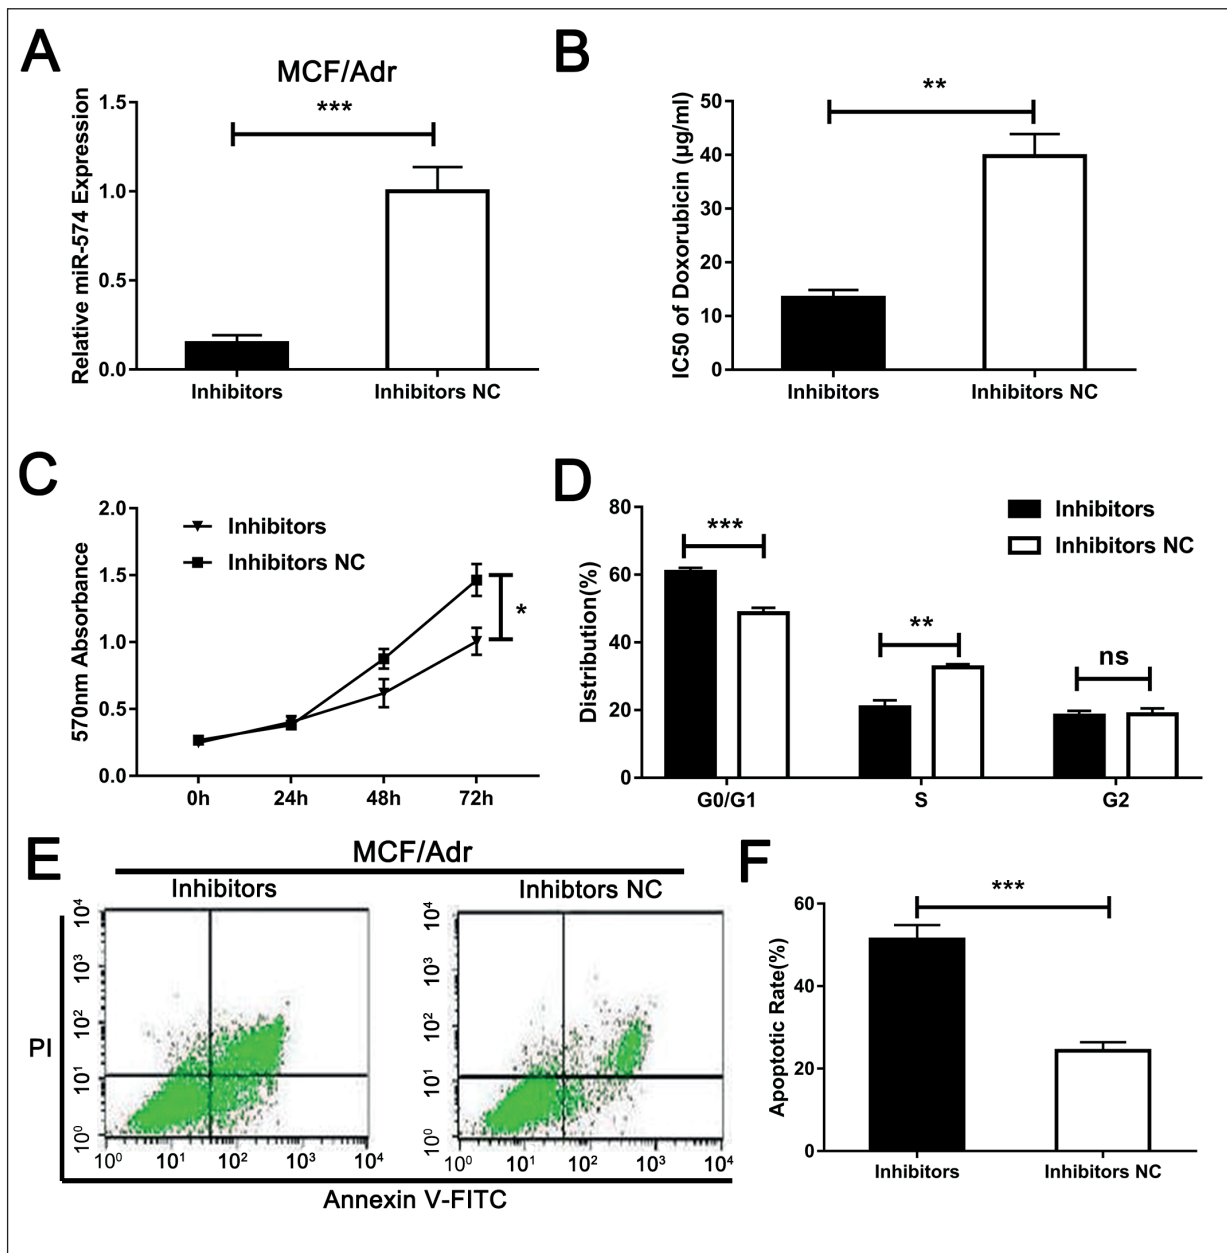 A
MCF/Adr
***
Relative miR-574 Expression
1.5
1.0
0.5
0.0
Inhibitors
Inhibitors NC
B
**
IC50 of Doxorubicin (µg/ml)
50
40
30
20
10
0
Inhibitors
Inhibitors NC
C
570nm Absorbance
2.0
1.5
1.0
0.5
0.0
Inhibitors
Inhibitors NC
*
0h 24h 48h 72h
D
Distribution(%)
80
60
40
20
0
Inhibitors
Inhibitors NC
***
**
ns
G0/G1 S G2
E
MCF/Adr
Inhibitors
Inhibtors NC
PI
10⁴
10³
10²
10¹
10⁰
10⁰ 10¹ 10² 10³ 10⁴
10⁴
10³
10²
10¹
10⁰
10⁰ 10¹ 10² 10³ 10⁴
Annexin V-FITC
F
***
Apoptotic Rate(%)
60
40
20
0
Inhibitors
Inhibitors NC